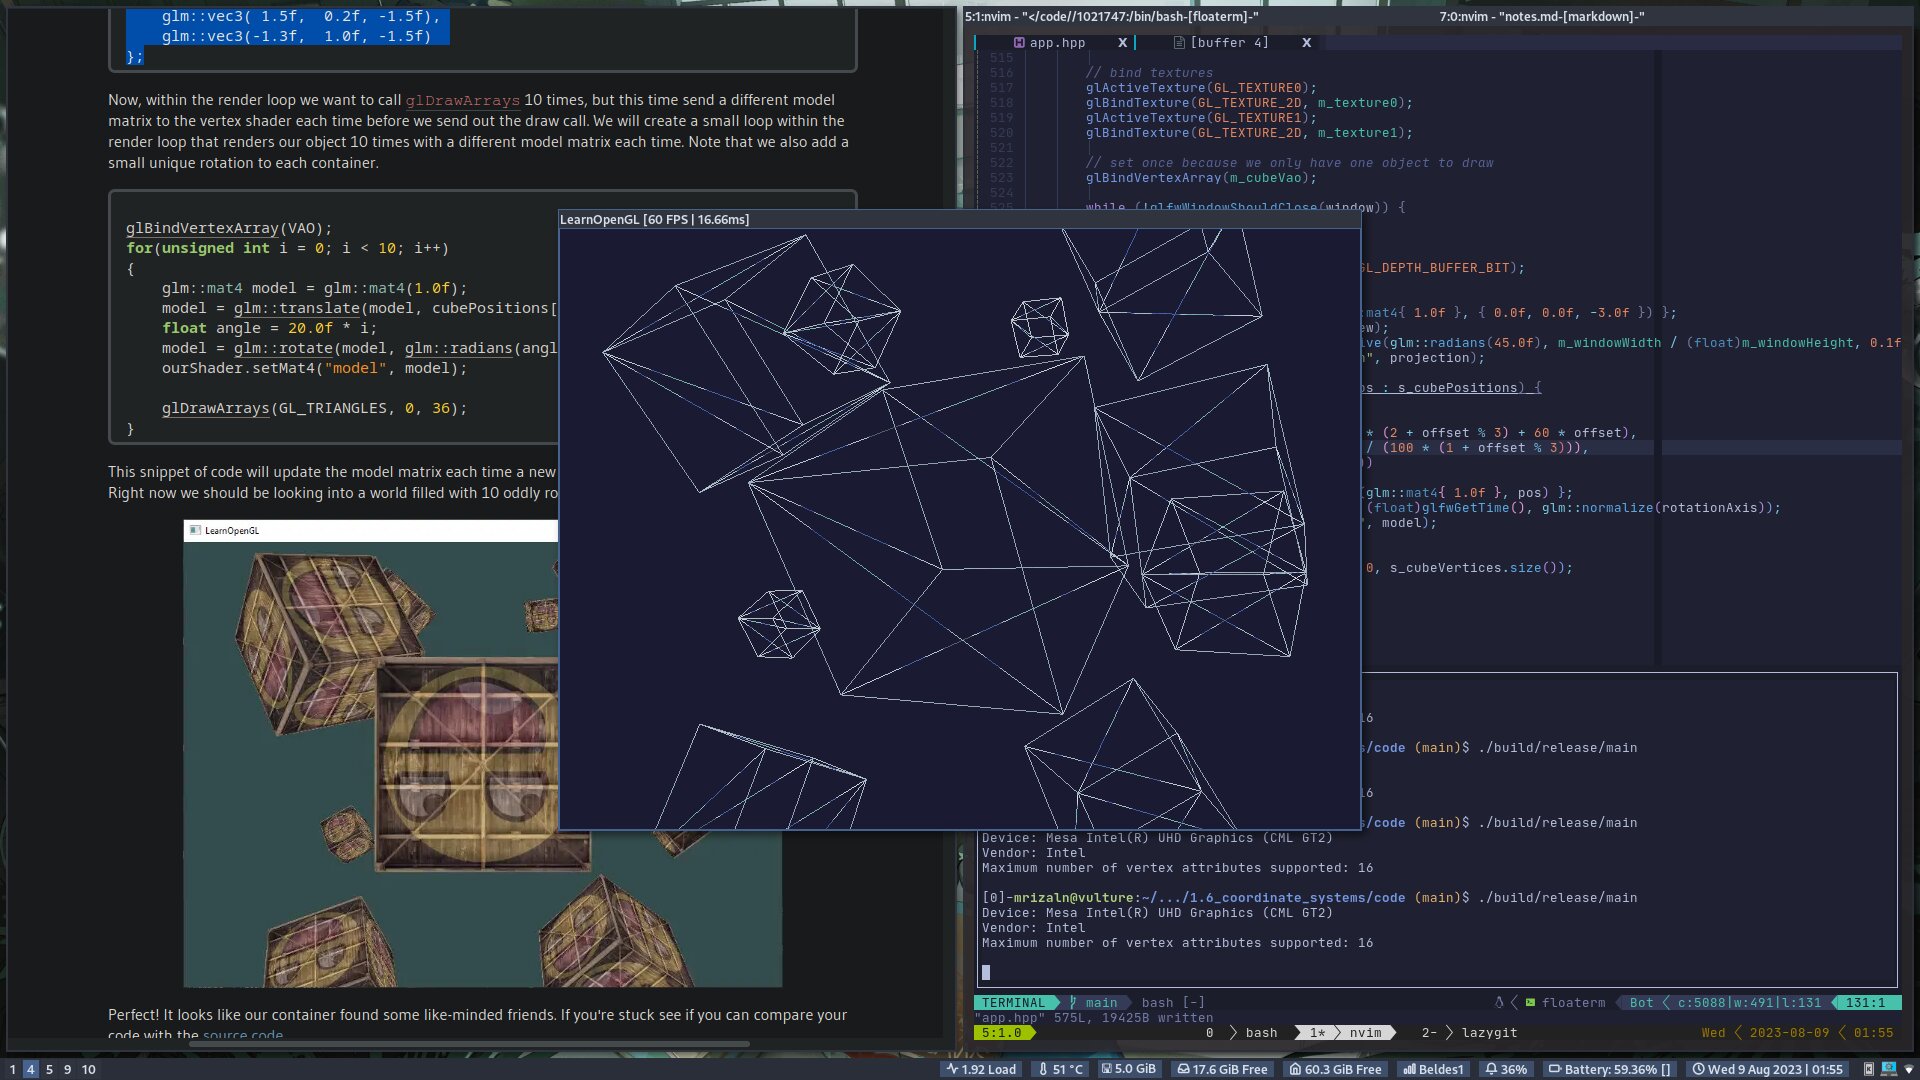 glm::vec3( 1.5f,  0.2f, -1.5f),
glm::vec3(-1.3f,  1.0f, -1.5f)
};
Now, within the render loop we want to call glDrawArrays 10 times, but this time send a different model
matrix to the vertex shader each time before we send out the draw call. We will create a small loop within the
render loop that renders our object 10 times with a different model matrix each time. Note that we also add a
small unique rotation to each container.
glBindVertexArray(VAO);
for(unsigned int i = 0; i < 10; i++)
{
glm::mat4 model = glm::mat4(1.0f);
model = glm::translate(model, cubePositions[
float angle = 20.0f * i;
model = glm::rotate(model, glm::radians(angl
ourShader.setMat4("model", model);
glDrawArrays(GL_TRIANGLES, 0, 36);
}
This snippet of code will update the model matrix each time a new
Right now we should be looking into a world filled with 10 oddly ro
LearnOpenGL
Perfect! It looks like our container found some like-minded friends. If you're stuck see if you can compare your
code with the source code
LearnOpenGL [60 FPS | 16.66ms]
5:1:nvim - "</code//1021747:/bin/bash-[floaterm]-"
7:0:nvim - "notes.md-[markdown]-"
app.hpp X [buffer 4] X
515
516 // bind textures
517 glActiveTexture(GL_TEXTURE0);
518 glBindTexture(GL_TEXTURE_2D, m_texture0);
519 glActiveTexture(GL_TEXTURE1);
520 glBindTexture(GL_TEXTURE_2D, m_texture1);
521
522 // set once because we only have one object to draw
523 glBindVertexArray(m_cubeVao);
524
525 while (!glfwWindowShouldClose(window)) {
GL_DEPTH_BUFFER_BIT);
mat4{ 1.0f }, { 0.0f, 0.0f, -3.0f }) };
ew);
ive(glm::radians(45.0f), m_windowWidth / (float)m_windowHeight, 0.1f
n", projection);
os : s_cubePositions) {
* (2 + offset % 3) + 60 * offset),
/ (100 * (1 + offset % 3))),
))
(glm::mat4{ 1.0f }, pos) };
(float)glfwGetTime(), glm::normalize(rotationAxis));
", model);
0, s_cubeVertices.size());
16
s/code (main)$ ./build/release/main
16
s/code (main)$ ./build/release/main
Device: Mesa Intel(R) UHD Graphics (CML GT2)
Vendor: Intel
Maximum number of vertex attributes supported: 16
[0]-mrizaln@vulture:~/.../1.6_coordinate_systems/code (main)$ ./build/release/main
Device: Mesa Intel(R) UHD Graphics (CML GT2)
Vendor: Intel
Maximum number of vertex attributes supported: 16
TERMINAL main bash [-] floaterm Bot c:5088|w:491|l:131 131:1
"app.hpp" 575L, 19425B written
5:1.0 0 bash 1* nvim 2- lazygit Wed 2023-08-09 01:55
1 4 5 9 10 1.92 Load 51 °C 5.0 GiB 17.6 GiB Free 60.3 GiB Free Beldes1 36% Battery: 59.36% [] Wed 9 Aug 2023 | 01:55